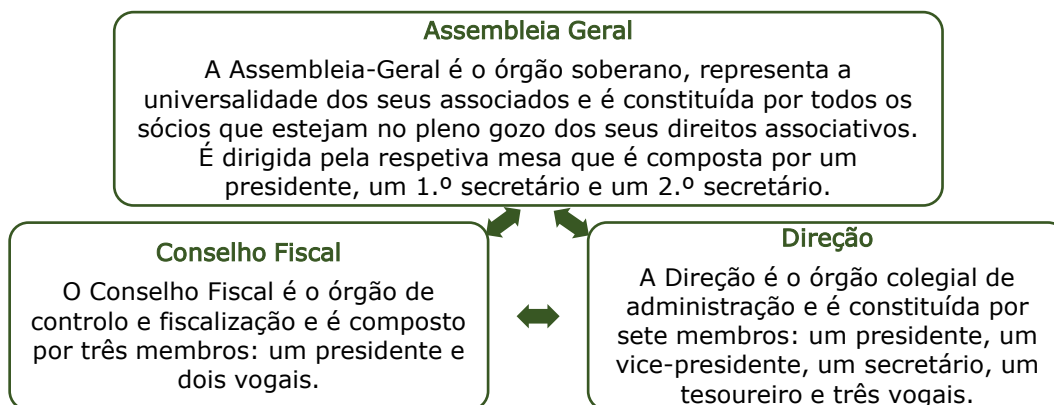 Assembleia Geral
A Assembleia-Geral é o órgão soberano, representa a
universalidade dos seus associados e é constituída por todos os
sócios que estejam no pleno gozo dos seus direitos associativos.
É dirigida pela respetiva mesa que é composta por um
presidente, um 1.º secretário e um 2.º secretário.
Conselho Fiscal
O Conselho Fiscal é o órgão de
controlo e fiscalização e é composto
por três membros: um presidente e
dois vogais.
Direção
A Direção é o órgão colegial de
administração e é constituída por
sete membros: um presidente, um
vice-presidente, um secretário, um
tesoureiro e três vogais.